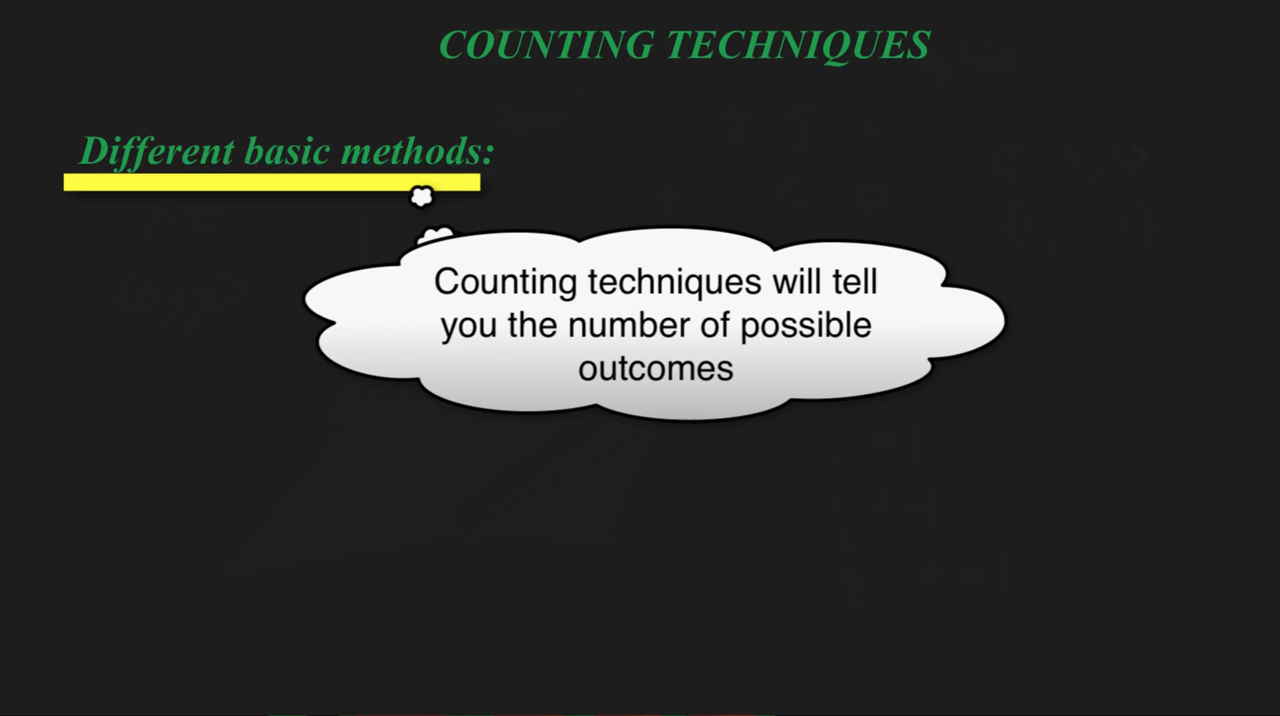 COUNTING TECHNIQUES
Different basic methods:
Counting techniques will tell
you the number of possible
outcomes